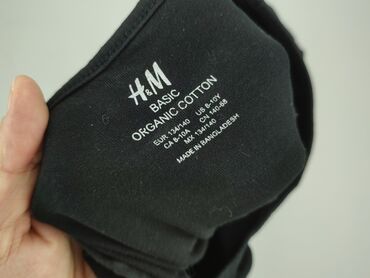 H&M
BASIC
ORGANIC COTTON
EUR 134/140 US 8-10Y
CA 8-10A CN 140-68
MX 134/140
MADE IN BANGLADESH